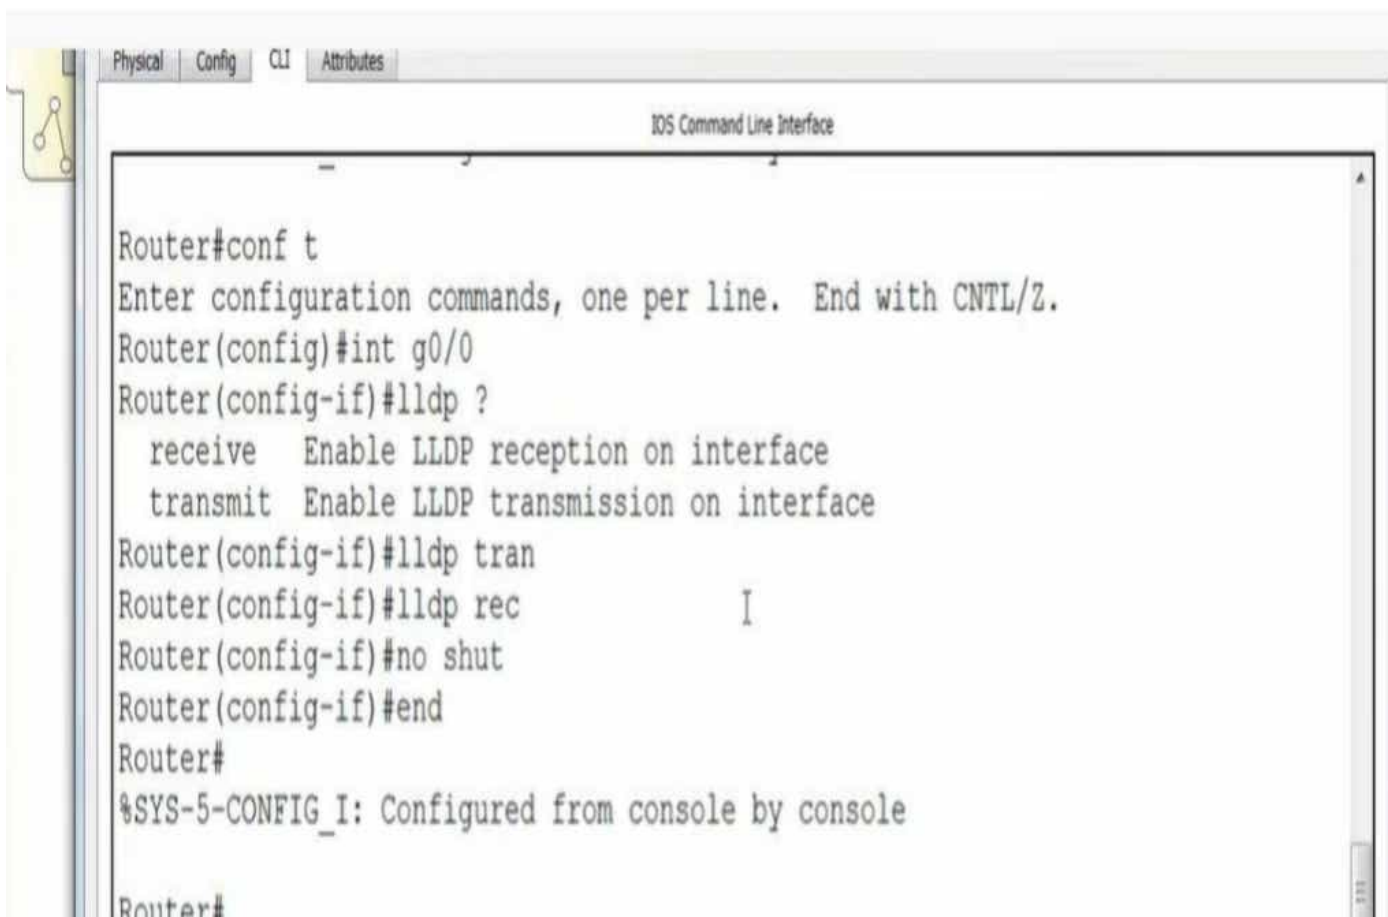 Physical Config CLI Attributes
IOS Command Line Interface
Router#conf t
Enter configuration commands, one per line.  End with CNTL/Z.
Router(config)#int g0/0
Router(config-if)#lldp ?
  receive   Enable LLDP reception on interface
  transmit  Enable LLDP transmission on interface
Router(config-if)#lldp tran
Router(config-if)#lldp rec
Router(config-if)#no shut
Router(config-if)#end
Router#
%SYS-5-CONFIG_I: Configured from console by console
Router#